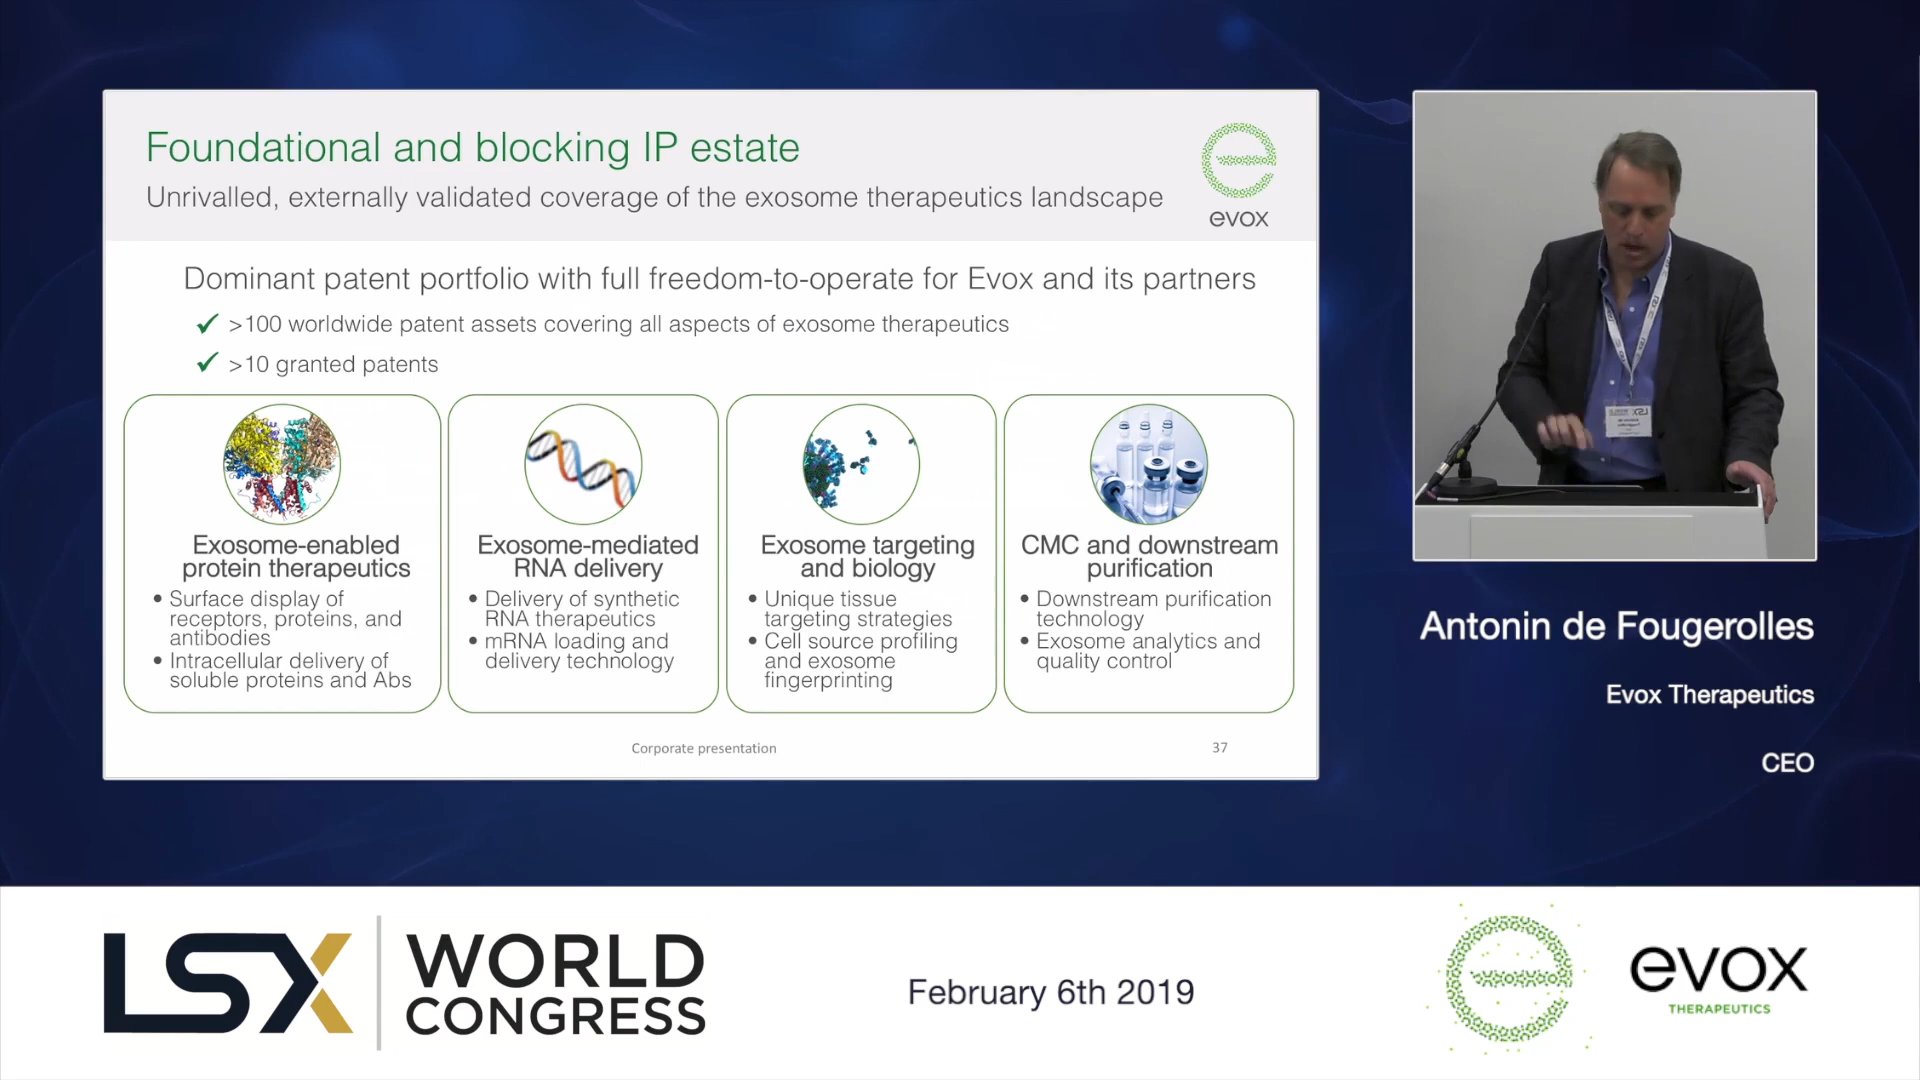 Foundational and blocking IP estate
Unrivalled, externally validated coverage of the exosome therapeutics landscape
evox
Dominant patent portfolio with full freedom-to-operate for Evox and its partners
✓ >100 worldwide patent assets covering all aspects of exosome therapeutics
✓ >10 granted patents
Exosome-enabled
protein therapeutics
• Surface display of
receptors, proteins, and
antibodies
• Intracellular delivery of
soluble proteins and Abs
Exosome-mediated
RNA delivery
• Delivery of synthetic
RNA therapeutics
• mRNA loading and
delivery technology
Exosome targeting
and biology
• Unique tissue
targeting strategies
• Cell source profiling
and exosome
fingerprinting
CMC and downstream
purification
• Downstream purification
technology
• Exosome analytics and
quality control
Corporate presentation
37
Antonin de Fougerolles
Evox Therapeutics
CEO
LSX
WORLD
CONGRESS
February 6th 2019
evox
THERAPEUTICS